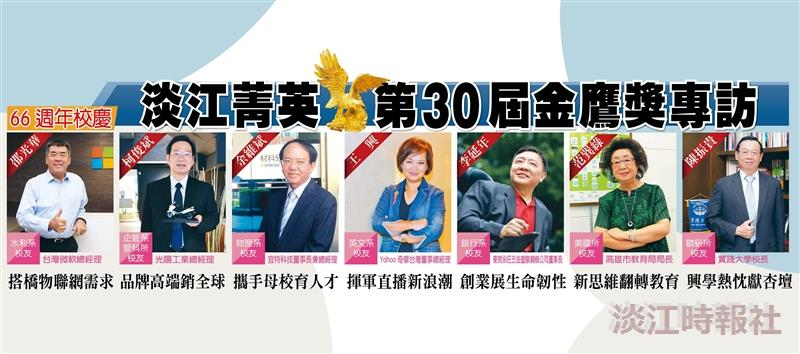 66週年校慶
淡江菁英 第30屆金鷹獎專訪
邵光華
水利系校友
台灣微軟總經理
搭橋物聯網需求
柯俊斌
企管系管科所校友
光陽工業總經理
品牌高端銷全球
余維斌
材料分
物理系校友
宜特科技董事長兼總經理
攜手母校育人才
王興
英文系校友
Yahoo奇摩台灣董事總經理
揮軍直播新浪潮
李延年
銀行系校友
創業展生命韌性
范巽綠
美國所校友
高雄市教育局局長
新思維翻轉教育
陳振貴
歐研所校友
實踐大學校長
興學熱忱獻杏壇
淡江時報社